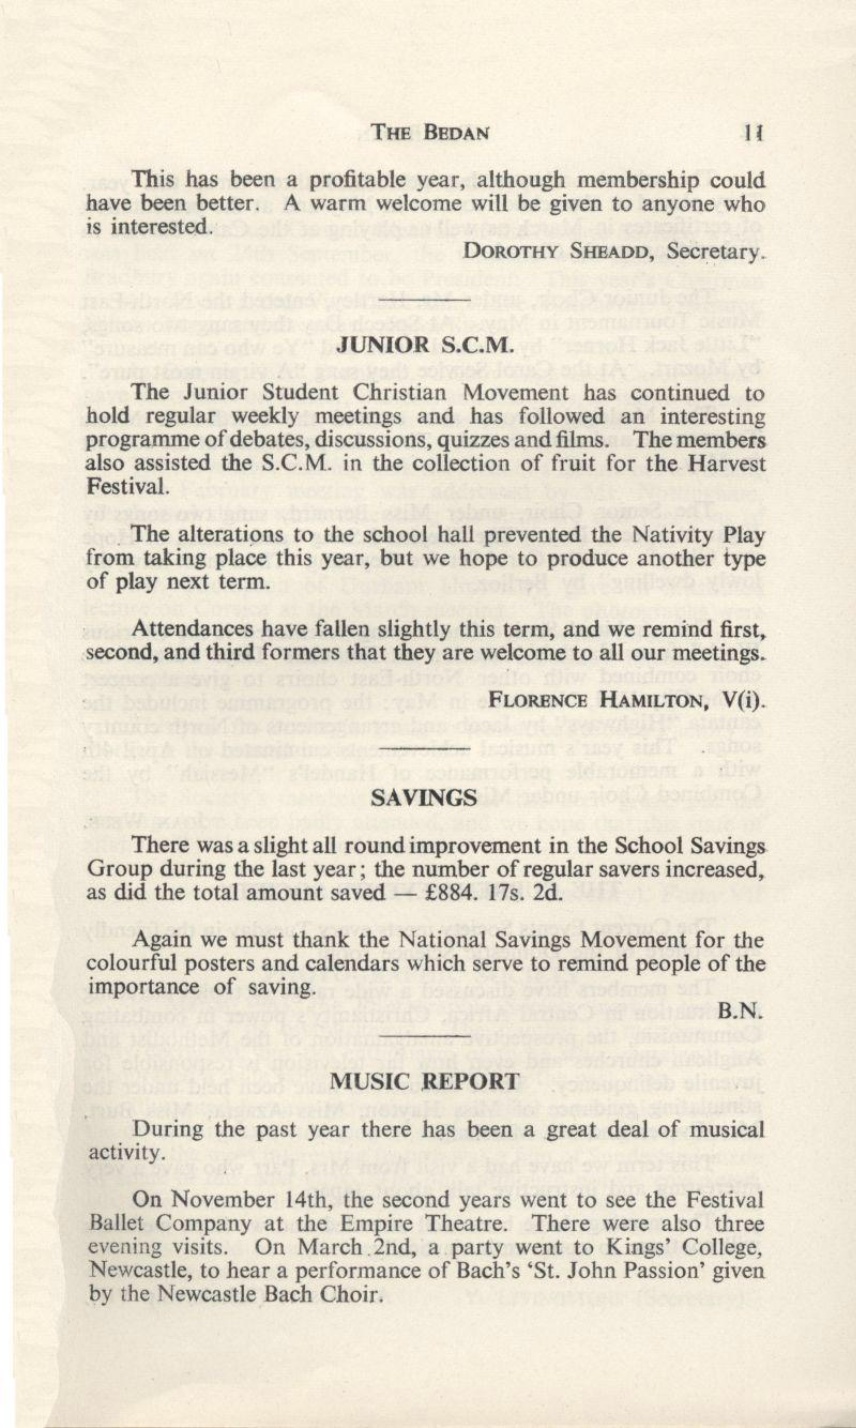 THE BEDAN 11
This has been a profitable year, although membership could
have been better. A warm welcome will be given to anyone who
is interested.
DOROTHY SHEADD, Secretary.
JUNIOR S.C.M.
The Junior Student Christian Movement has continued to
hold regular weekly meetings and has followed an interesting
programme of debates, discussions, quizzes and films. The members
also assisted the S.C.M. in the collection of fruit for the Harvest
Festival.
The alterations to the school hall prevented the Nativity Play
from taking place this year, but we hope to produce another type
of play next term.
Attendances have fallen slightly this term, and we remind first,
second, and third formers that they are welcome to all our meetings.
FLORENCE HAMILTON, V(i).
SAVINGS
There was a slight all round improvement in the School Savings
Group during the last year; the number of regular savers increased,
as did the total amount saved — £884. 17s. 2d.
Again we must thank the National Savings Movement for the
colourful posters and calendars which serve to remind people of the
importance of saving.
B.N.
MUSIC REPORT
During the past year there has been a great deal of musical
activity.
On November 14th, the second years went to see the Festival
Ballet Company at the Empire Theatre. There were also three
evening visits. On March 2nd, a party went to Kings' College,
Newcastle, to hear a performance of Bach's 'St. John Passion' given
by the Newcastle Bach Choir.